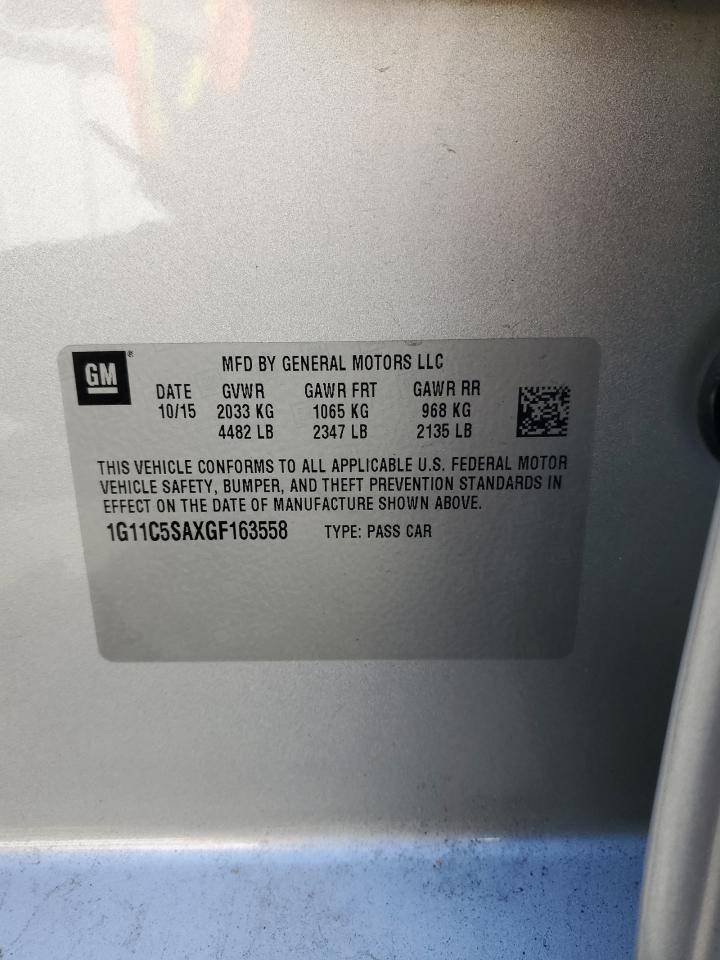 GM®
MFD BY GENERAL MOTORS LLC
DATE GVWR GAWR FRT GAWR RR
10/15 2033 KG 1065 KG 968 KG
4482 LB 2347 LB 2135 LB
THIS VEHICLE CONFORMS TO ALL APPLICABLE U.S. FEDERAL MOTOR
VEHICLE SAFETY, BUMPER, AND THEFT PREVENTION STANDARDS IN
EFFECT ON THE DATE OF MANUFACTURE SHOWN ABOVE.
1G11C5SAXGF163558 TYPE: PASS CAR